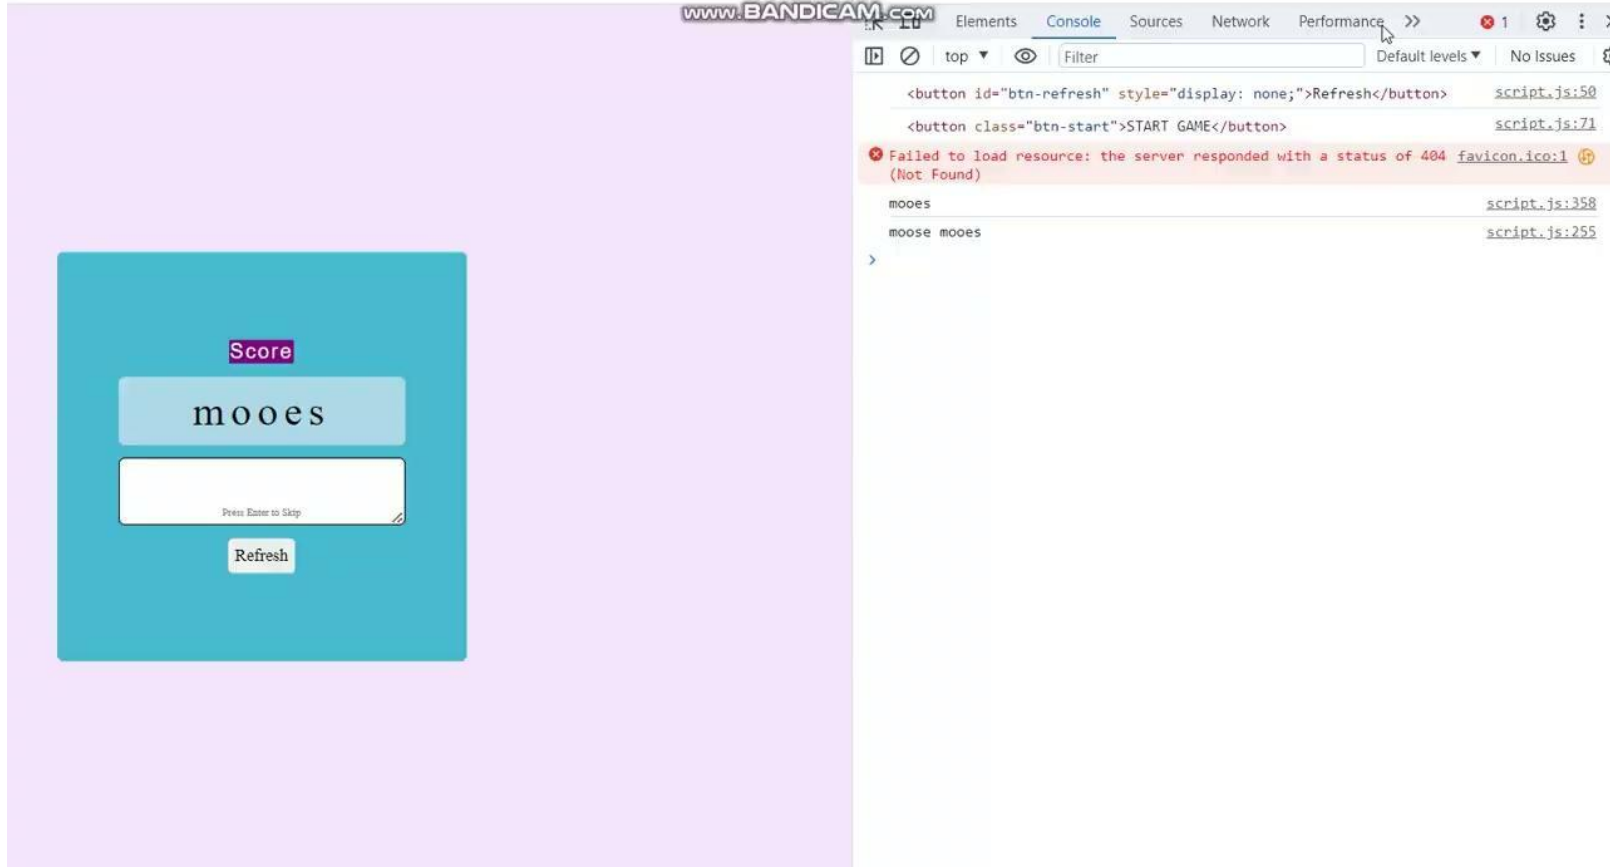 www.BANDICAM.COM
Elements Console Sources Network Performance
1
top
Filter
Default levels
No Issues
<button id="btn-refresh" style="display: none;">Refresh</button> script.js:50
<button class="btn-start">START GAME</button> script.js:71
Failed to load resource: the server responded with a status of 404 favicon.ico:1
(Not Found)
mooes script.js:358
moose mooes script.js:255
Score
mooes
Press Enter to Skip
Refresh